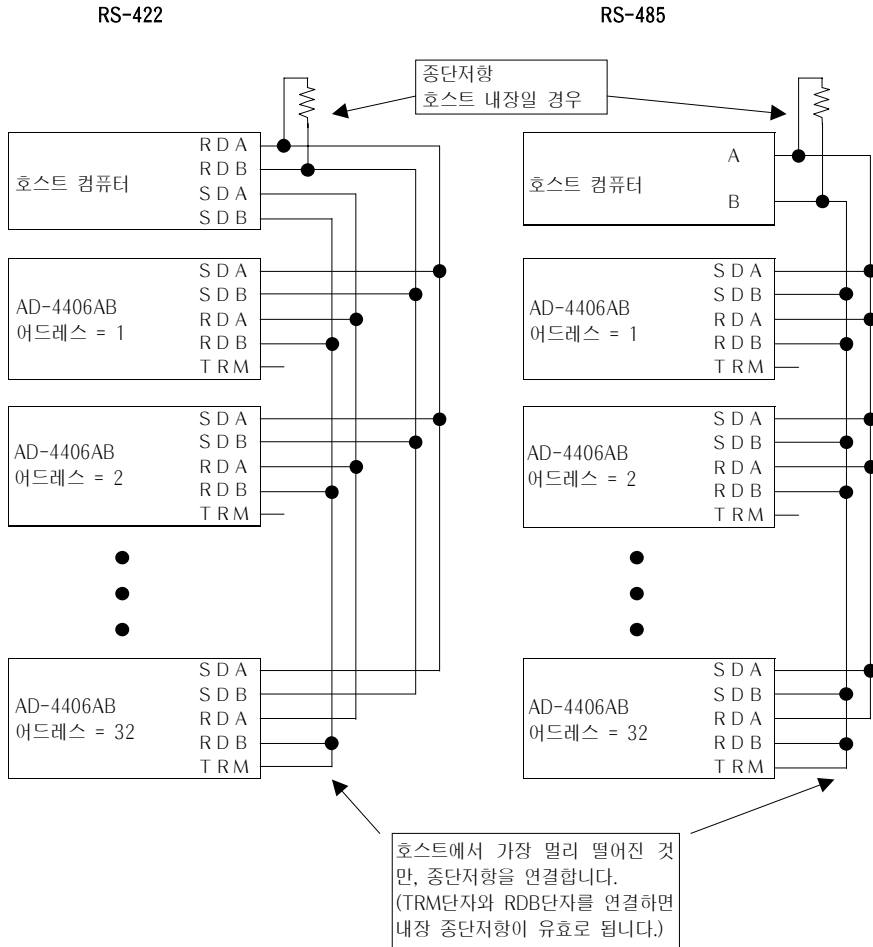 RS-422
RS-485
종단저항
호스트 내장일 경우
호스트 컴퓨터
RDA
RDB
SDA
SDB
호스트 컴퓨터
A
B
AD-4406AB
어드레스 = 1
SDA
SDB
RDA
RDB
TRM
AD-4406AB
어드레스 = 1
SDA
SDB
RDA
RDB
TRM
AD-4406AB
어드레스 = 2
SDA
SDB
RDA
RDB
TRM
AD-4406AB
어드레스 = 2
SDA
SDB
RDA
RDB
TRM
AD-4406AB
어드레스 = 32
SDA
SDB
RDA
RDB
TRM
AD-4406AB
어드레스 = 32
SDA
SDB
RDA
RDB
TRM
호스트에서 가장 멀리 떨어진 것
만, 종단저항을 연결합니다.
(TRM단자와 RDB단자를 연결하면
내장 종단저항이 유효로 됩니다.)